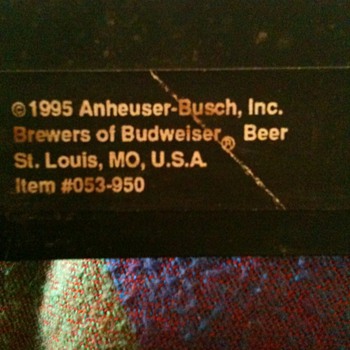 ©1995 Anheuser-Busch, Inc.
Brewers of Budweiser® Beer
St. Louis, MO, U.S.A.
Item #053-950